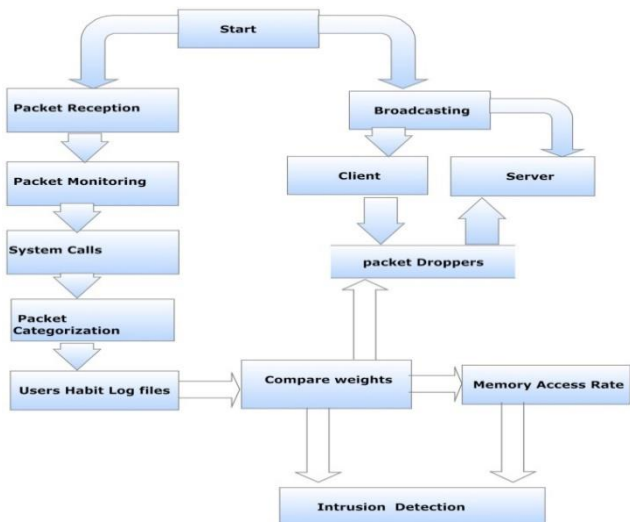 Start
Packet Reception
Broadcasting
Packet Monitoring
Client
Server
System Calls
packet Droppers
Packet
Categorization
Users Habit Log files
Compare weights
Memory Access Rate
Intrusion Detection